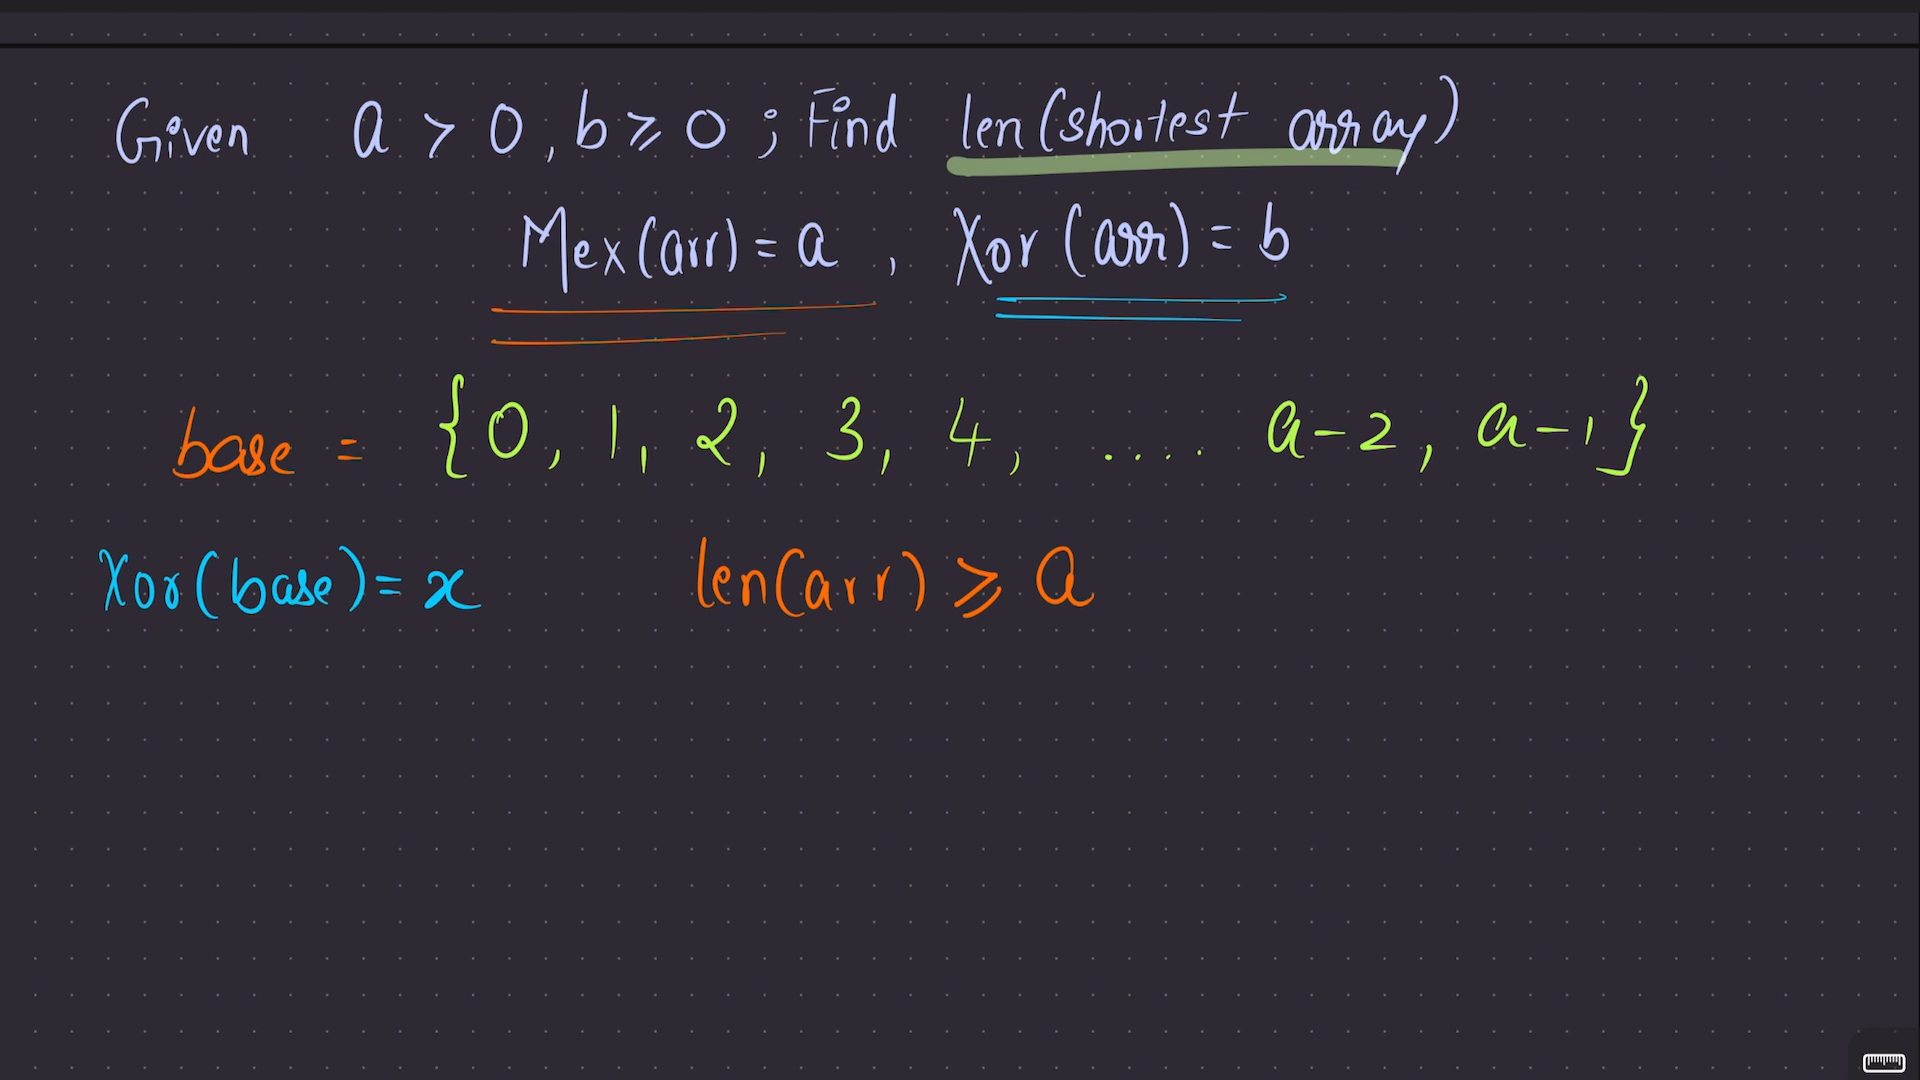 Given a > 0, b ⩾ 0 ; Find len(shortest array)
Mex(arr) = a , Xor(arr) = b
base = {0, 1, 2, 3, 4, .... a-2, a-1}
Xor(base) = x len(arr) ⩾ a